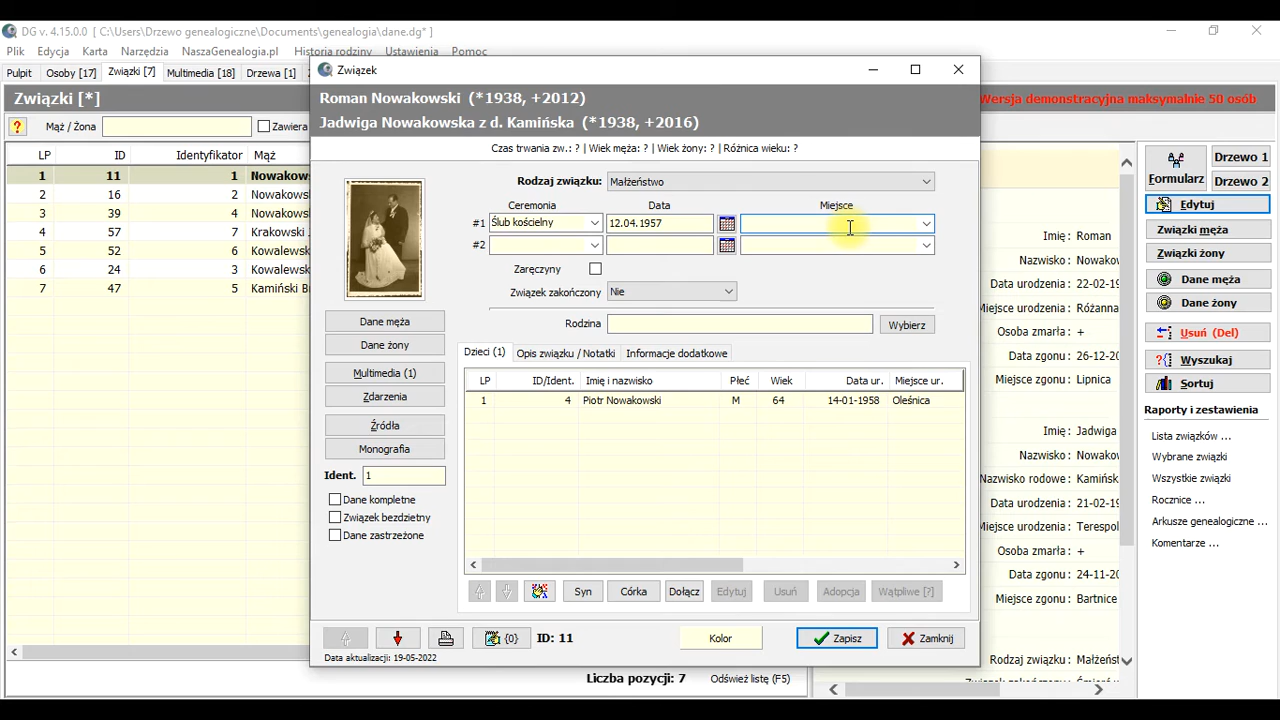 DG v. 4.15.0.0 [ C:\Users\Drzewo genealogiczne\Documents\genealogia\dane.dg* ]
Plik Edycja Karta Narzędzia NaszaGenealogia.pl Historia rodziny Ustawienia Pomoc
Pulpit Osoby [17] Związki [7] Multimedia [18] Drzewa [1]
Związki [*]
Wersja demonstracyjna maksymalnie 50 osób
? Mąż / Żona Zawiera
LP ID Identyfikator Mąż
1 11 1 Nowakows
2 16 2 Nowakows
3 39 4 Nowakows
4 57 7 Krakowski J
5 52 6 Kowalewsk
6 24 3 Kowalewsk
7 47 5 Kamiński Br
Liczba pozycji: 7 Odśwież listę (F5)
Związek
Roman Nowakowski (*1938, +2012)
Jadwiga Nowakowska z d. Kamińska (*1938, +2016)
Czas trwania zw.: ? | Wiek męża: ? | Wiek żony: ? | Różnica wieku: ?
Rodzaj związku: Małżeństwo
Ceremonia Data Miejsce
#1 Ślub kościelny 12.04.1957
#2
Zaręczyny
Związek zakończony Nie
Rodzina Wybierz
Dane męża
Dane żony
Multimedia (1)
Zdarzenia
Źródła
Monografia
Ident. 1
Dane kompletne
Związek bezdzietny
Dane zastrzeżone
Dzieci (1) Opis związku / Notatki Informacje dodatkowe
LP ID/Ident. Imię i nazwisko Płeć Wiek Data ur. Miejsce ur.
1 4 Piotr Nowakowski M 64 14-01-1958 Oleśnica
Syn Córka Dołącz Edytuj Usuń Adopcja Wątpliwe [?]
{0} ID: 11 Kolor Zapisz Zamknij
Data aktualizacji: 19-05-2022
Imię : Roman
Nazwisko : Nowako
Data urodzenia : 22-02-1
Miejsce urodzenia : Różanna
Osoba zmarła : +
Data zgonu : 26-12-2
Miejsce zgonu : Lipnica
Imię : Jadwiga
Nazwisko : Nowako
Nazwisko rodowe : Kamińsk
Data urodzenia : 21-02-1
Miejsce urodzenia : Terespol
Osoba zmarła : +
Data zgonu : 24-11-20
Miejsce zgonu : Bartnice
Rodzaj związku : Małżeńst
Formularz Drzewo 1
Drzewo 2
Edytuj
Związki męża
Związki żony
Dane męża
Dane żony
Usuń (Del)
Wyszukaj
Sortuj
Raporty i zestawienia
Lista związków ...
Wybrane związki
Wszystkie związki
Rocznice ...
Arkusze genealogiczne ...
Komentarze ...